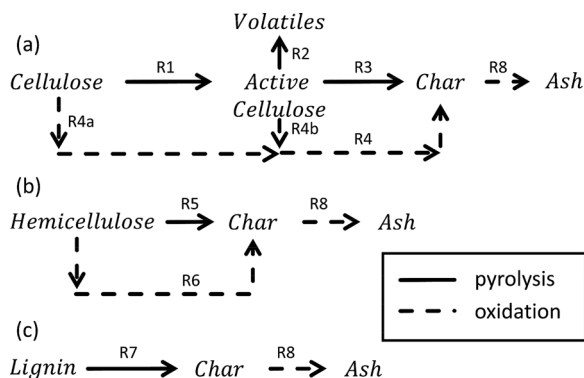 (a)
Volatiles
R2
Cellulose R1 Active R3 Char R8 Ash
Cellulose
R4a R4b R4
(b)
Hemicellulose R5 Char R8 Ash
R6
pyrolysis
oxidation
(c)
Lignin R7 Char R8 Ash